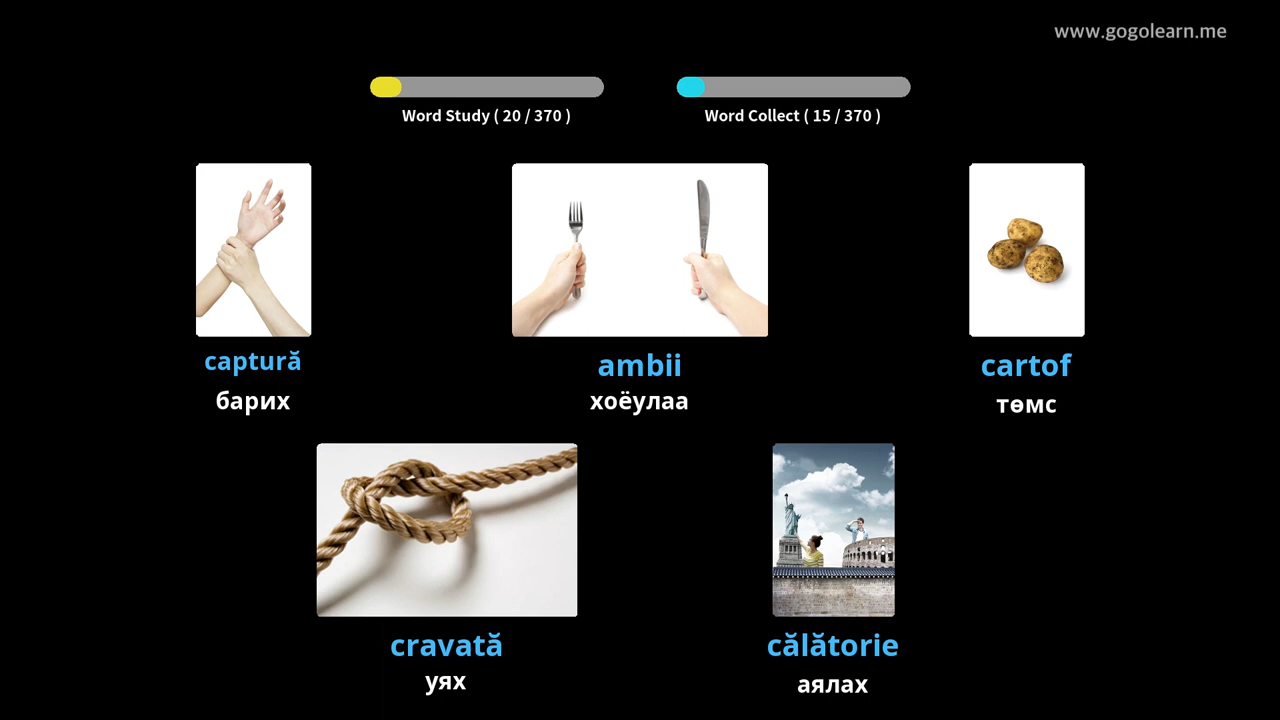 www.gogolearn.me
Word Study ( 20 / 370 )
Word Collect ( 15 / 370 )
captură
барих
ambii
хоёулаа
cartof
төмс
cravată
уях
călătorie
аялах